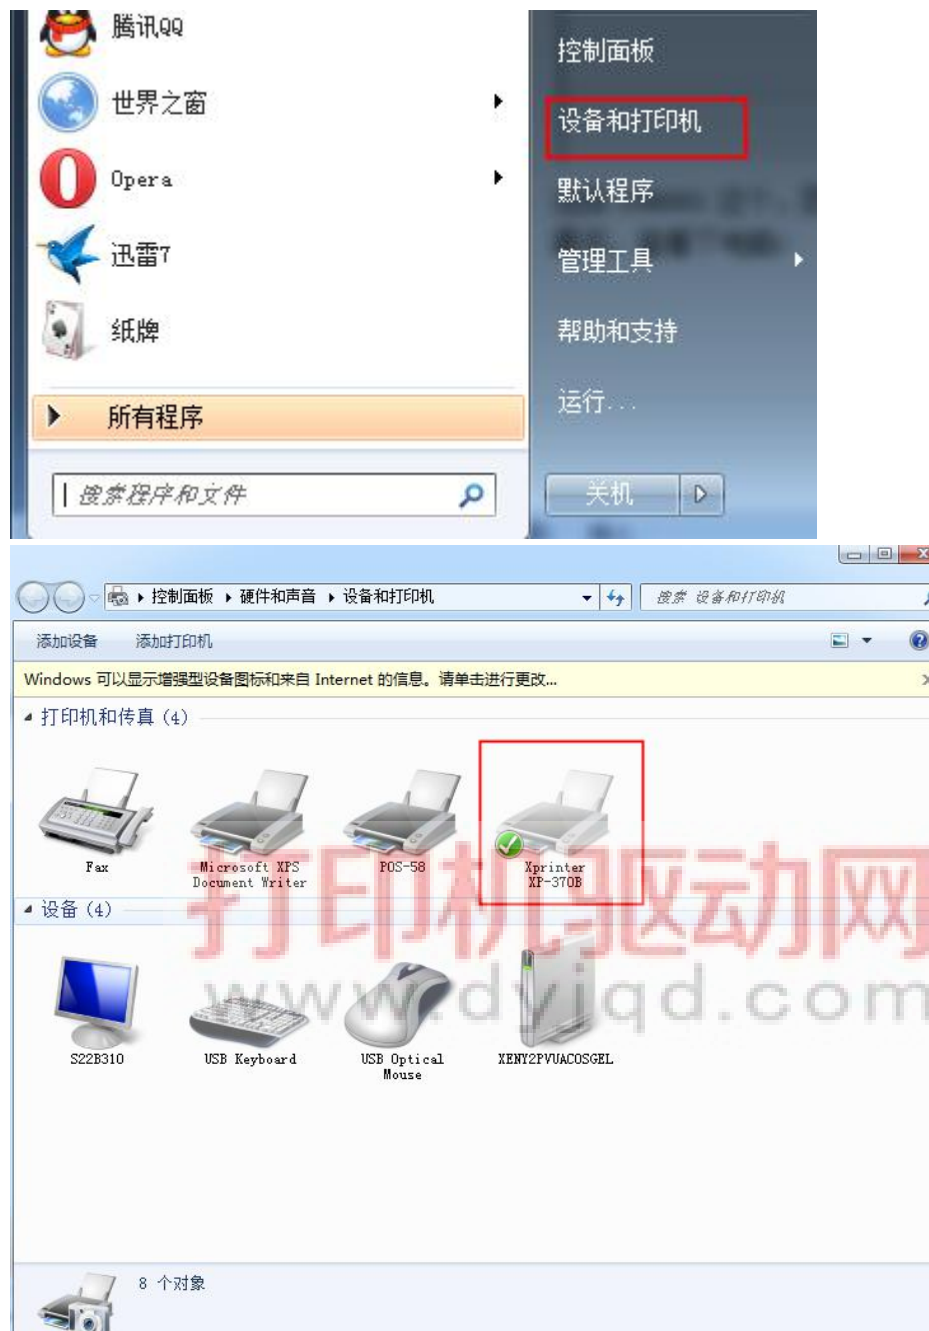 腾讯QQ
世界之窗
Opera
迅雷7
纸牌
所有程序
搜索程序和文件
控制面板
设备和打印机
默认程序
管理工具
帮助和支持
运行...
关机
控制面板 硬件和声音 设备和打印机
搜索 设备和打印机
添加设备 添加打印机
Windows 可以显示增强型设备图标和来自 Internet 的信息。请单击进行更改...
打印机和传真 (4)
Fax
Microsoft XPS
Document Writer
POS-58
Xprinter
XP-370B
设备 (4)
打印机驱动网
www.dyjqd.com
S22B310
USB Keyboard
USB Optical
Mouse
XENY2PVUACOSGEL
8 个对象